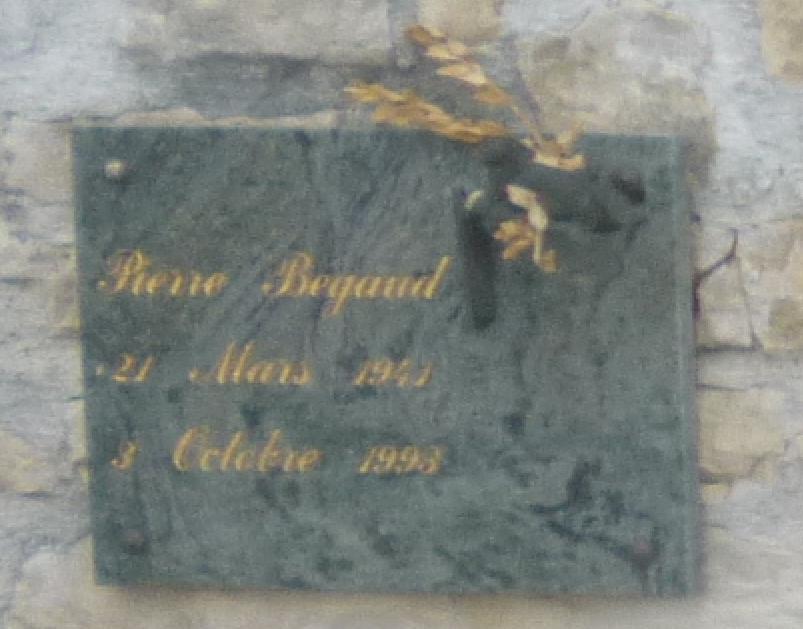 Pierre Begaud
21 Mars 1941
3 Octobre 1993